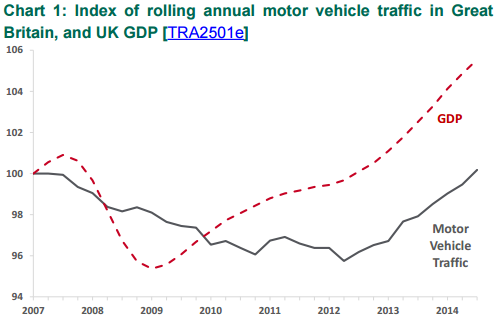 Chart 1: Index of rolling annual motor vehicle traffic in Great
Britain, and UK GDP [TRA2501e]
106
104
102
100
98
96
94
GDP
Motor
Vehicle
Traffic
2007 2008 2009 2010 2011 2012 2013 2014